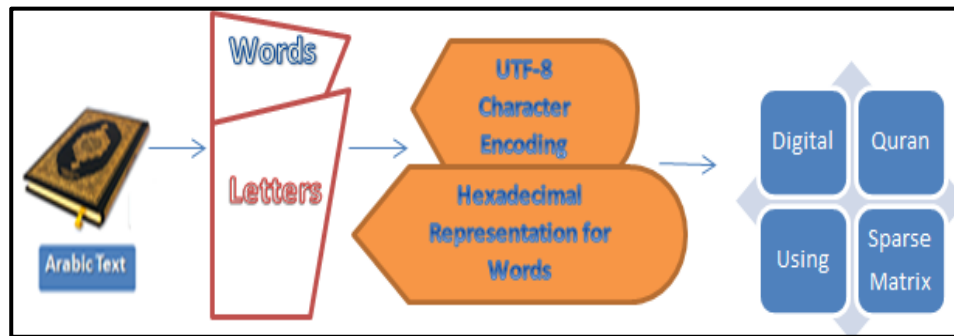 Arabic Text
Words
Letters
UTF-8
Character
Encoding
Hexadecimal
Representation for
Words
Digital
Quran
Using
Sparse
Matrix